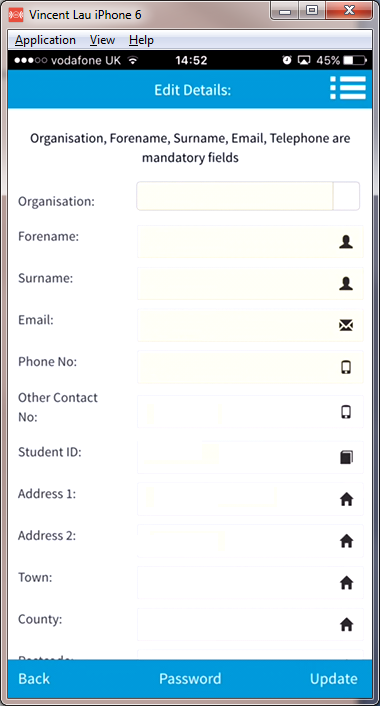 Vincent Lau iPhone 6
Application View Help
vodafone UK 14:52 45%
Edit Details:
Organisation, Forename, Surname, Email, Telephone are
mandatory fields
Organisation:
Forename:
Surname:
Email:
Phone No:
Other Contact
No:
Student ID:
Address 1:
Address 2:
Town:
County:
Postcode:
Back Password Update